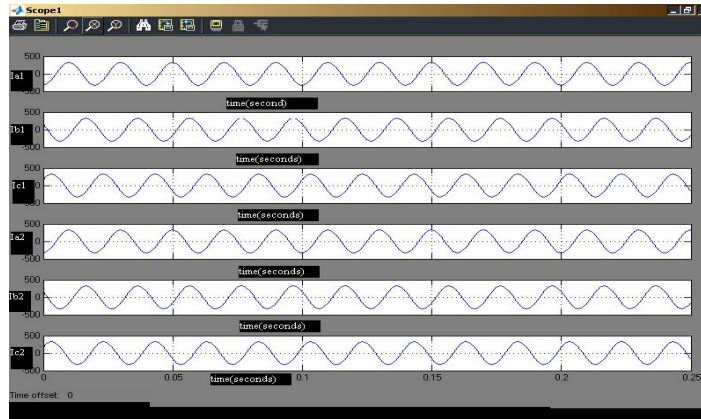 Scope1
500
Ia1
0
-500
time(second)
500
Ib1
0
-500
time(seconds)
500
Ic1
0
-500
time(seconds)
500
Ia2
0
-500
time(seconds)
500
Ib2
0
-500
time(seconds)
500
Ic2
0
-500
0 0.05 0.1 0.15 0.2 0.25
time(seconds)
Time offset: 0